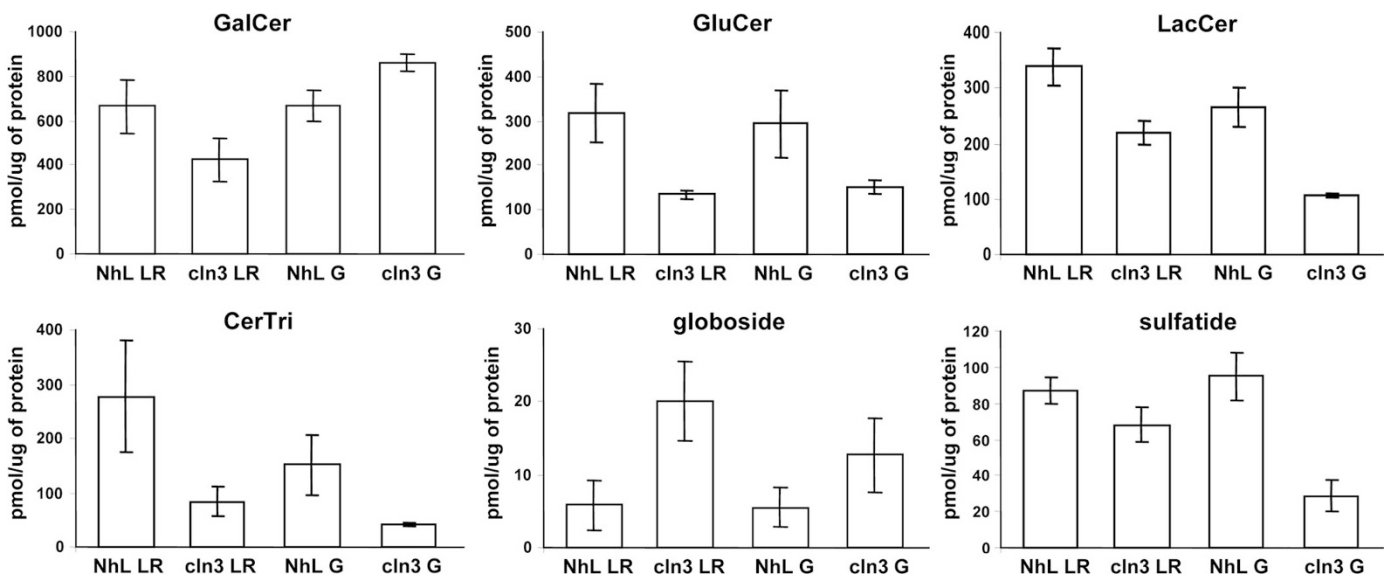 GalCer
pmol/ug of protein
1000
800
600
400
200
0
NhL LR cln3 LR NhL G cln3 G
GluCer
pmol/ug of protein
500
400
300
200
100
0
NhL LR cln3 LR NhL G cln3 G
LacCer
pmol/ug of protein
400
300
200
100
0
NhL LR cln3 LR NhL G cln3 G
CerTri
pmol/ug of protein
400
300
200
100
0
NhL LR cln3 LR NhL G cln3 G
globoside
pmol/ug of protein
30
20
10
0
NhL LR cln3 LR NhL G cln3 G
sulfatide
pmol/ug of protein
120
100
80
60
40
20
0
NhL LR cln3 LR NhL G cln3 G